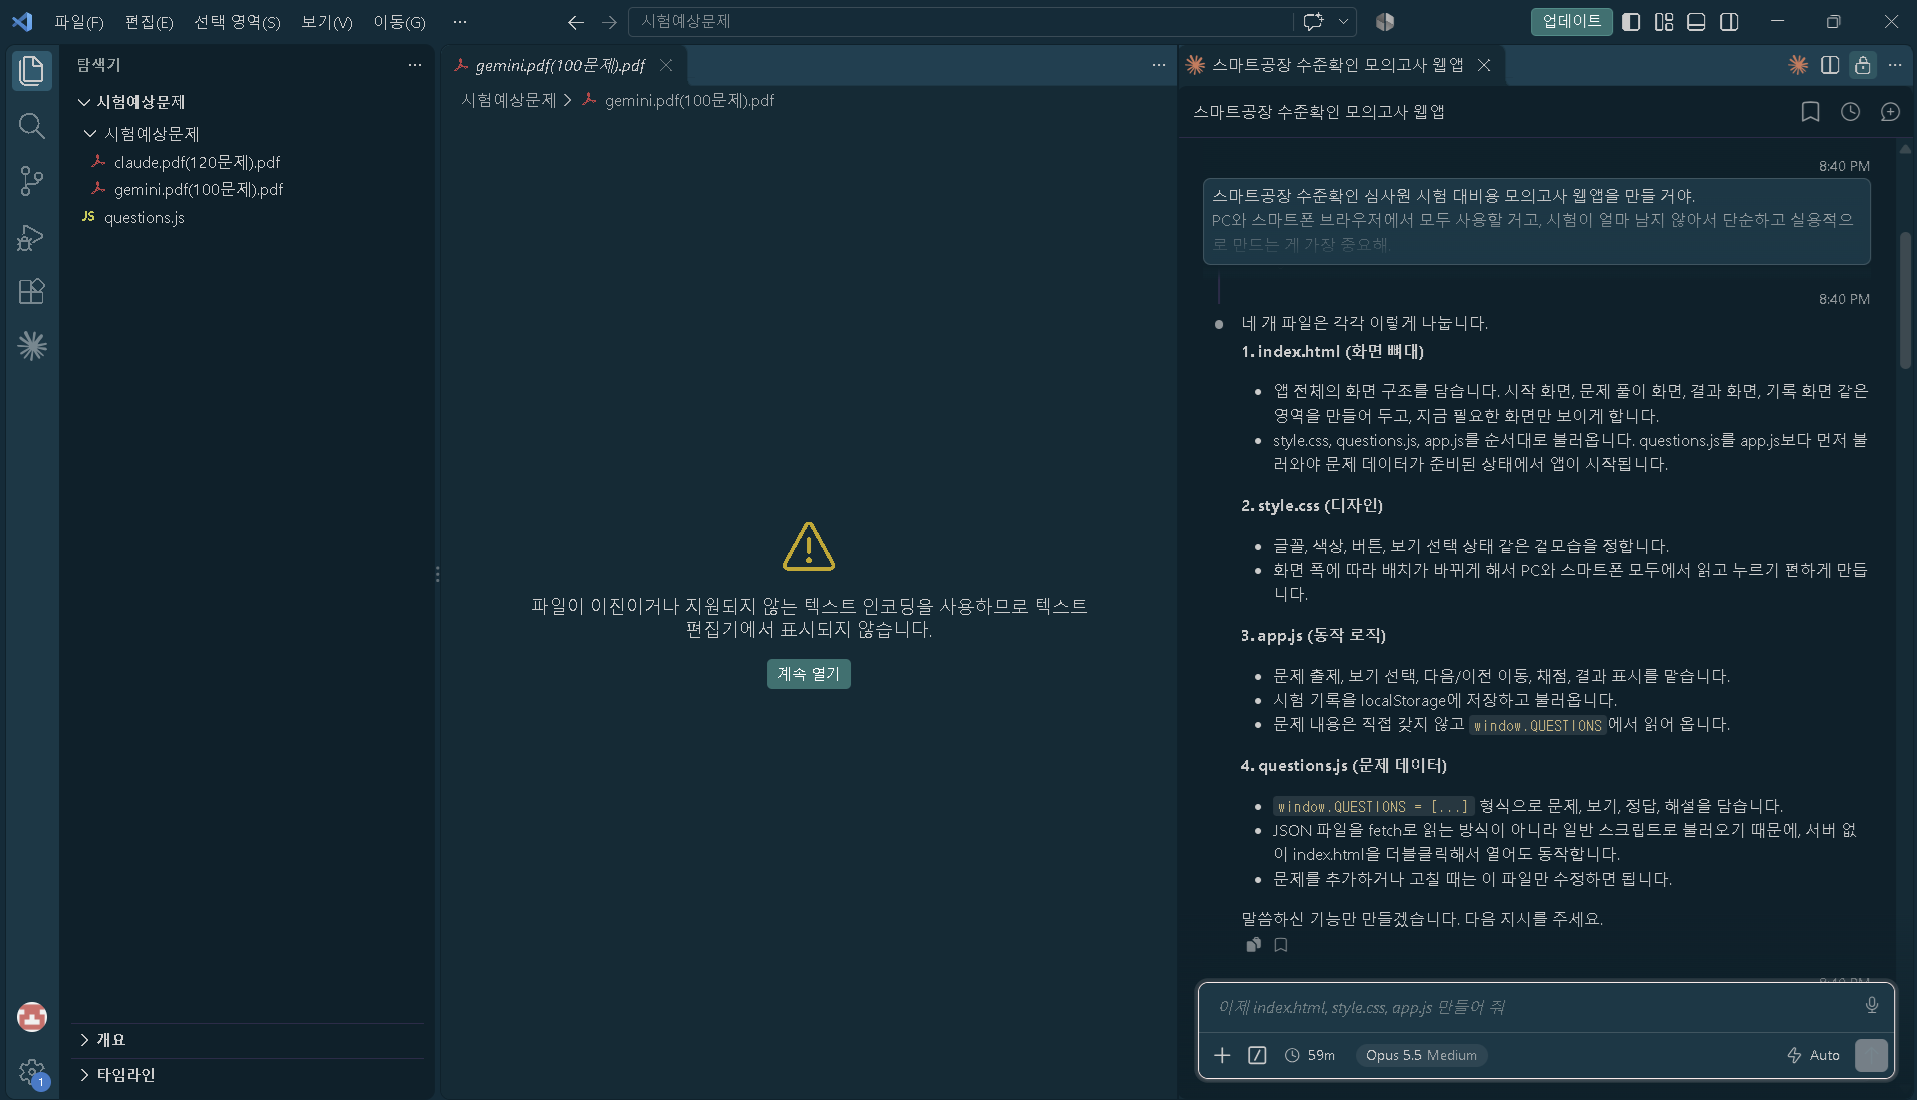 파일(F) 편집(E) 선택 영역(S) 보기(V) 이동(G) ···
시험예상문제
업데이트
탐색기 ···
시험예상문제
시험예상문제
claude.pdf(120문제).pdf
gemini.pdf(100문제).pdf
JS questions.js
개요
타임라인
1
gemini.pdf(100문제).pdf
시험예상문제 > gemini.pdf(100문제).pdf
파일이 이진이거나 지원되지 않는 텍스트 인코딩을 사용하므로 텍스트
편집기에서 표시되지 않습니다.
계속 열기
스마트공장 수준확인 모의고사 웹앱
스마트공장 수준확인 모의고사 웹앱
8:40 PM
스마트공장 수준확인 심사원 시험 대비용 모의고사 웹앱을 만들 거야.
PC와 스마트폰 브라우저에서 모두 사용할 거고, 시험이 얼마 남지 않아서 단순하고 실용적으
로 만드는 게 가장 중요해
8:40 PM
네 개 파일은 각각 이렇게 나눕니다.
1. index.html (화면 뼈대)
• 앱 전체의 화면 구조를 담습니다. 시작 화면, 문제 풀이 화면, 결과 화면, 기록 화면 같은
영역을 만들어 두고, 지금 필요한 화면만 보이게 합니다.
• style.css, questions.js, app.js를 순서대로 불러옵니다. questions.js를 app.js보다 먼저 불
러와야 문제 데이터가 준비된 상태에서 앱이 시작됩니다.
2. style.css (디자인)
• 글꼴, 색상, 버튼, 보기 선택 상태 같은 겉모습을 정합니다.
• 화면 폭에 따라 배치가 바뀌게 해서 PC와 스마트폰 모두에서 읽고 누르기 편하게 만듭
니다.
3. app.js (동작 로직)
• 문제 출제, 보기 선택, 다음/이전 이동, 채점, 결과 표시를 맡습니다.
• 시험 기록을 localStorage에 저장하고 불러옵니다.
• 문제 내용은 직접 갖지 않고 window.QUESTIONS에서 읽어 옵니다.
4. questions.js (문제 데이터)
• window.QUESTIONS = [...] 형식으로 문제, 보기, 정답, 해설을 담습니다.
• JSON 파일을 fetch로 읽는 방식이 아니라 일반 스크립트로 불러오기 때문에, 서버 없
이 index.html을 더블클릭해서 열어도 동작합니다.
• 문제를 추가하거나 고칠 때는 이 파일만 수정하면 됩니다.
말씀하신 기능만 만들겠습니다. 다음 지시를 주세요.
이제 index.html, style.css, app.js 만들어 줘
59m Opus 5.5 Medium Auto